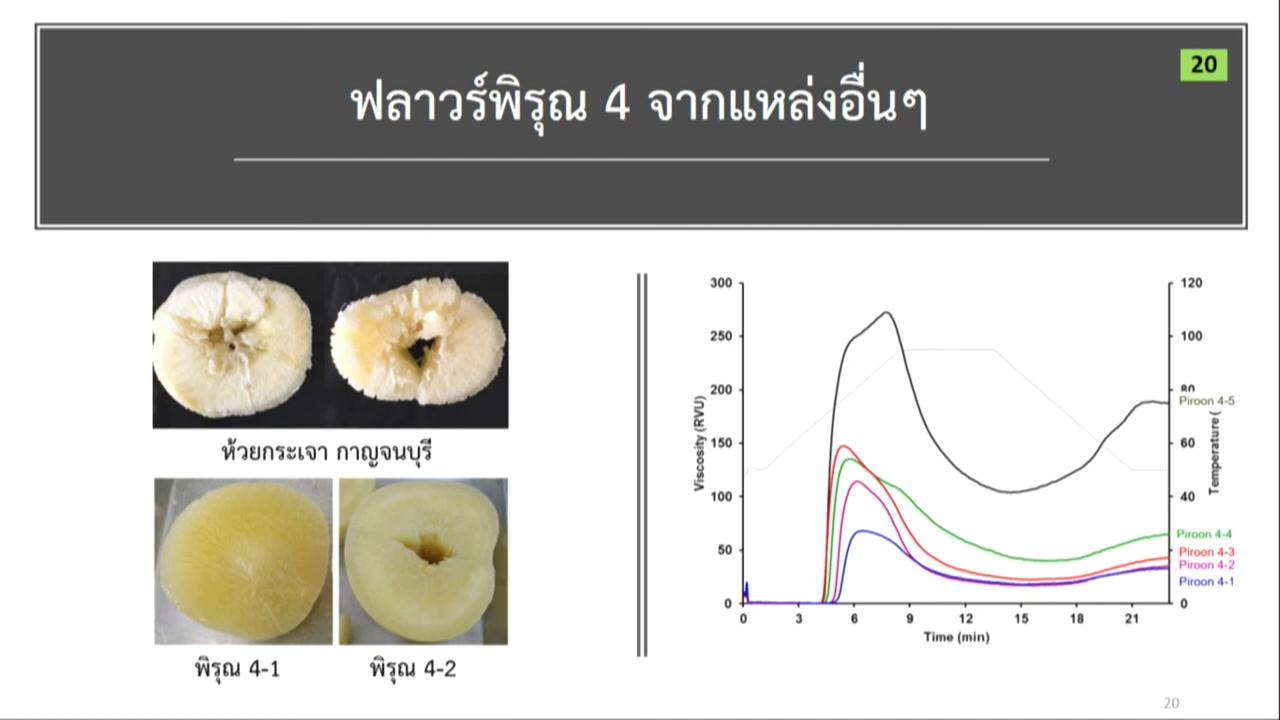 20
ฟลาวร์พิรุณ 4 จากแหล่งอื่นๆ
ห้วยกระเจา กาญจนบุรี
พิรุณ 4-1
พิรุณ 4-2
300
250
200
150
100
50
0
Viscosity (RVU)
0 3 6 9 12 15 18 21
Time (min)
120
100
80
60
40
0
Temperature (
Piroon 4-5
Piroon 4-4
Piroon 4-3
Piroon 4-2
Piroon 4-1
20